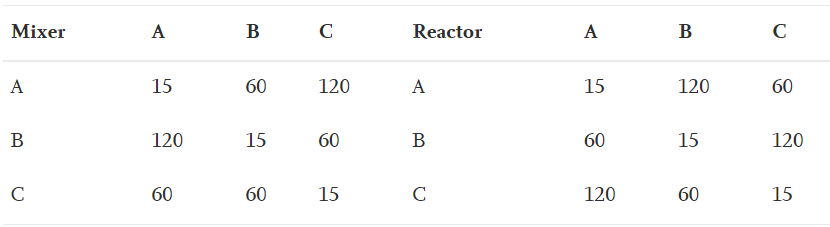 Mixer A B C Reactor A B C
A 15 60 120 A 15 120 60
B 120 15 60 B 60 15 120
C 60 60 15 C 120 60 15